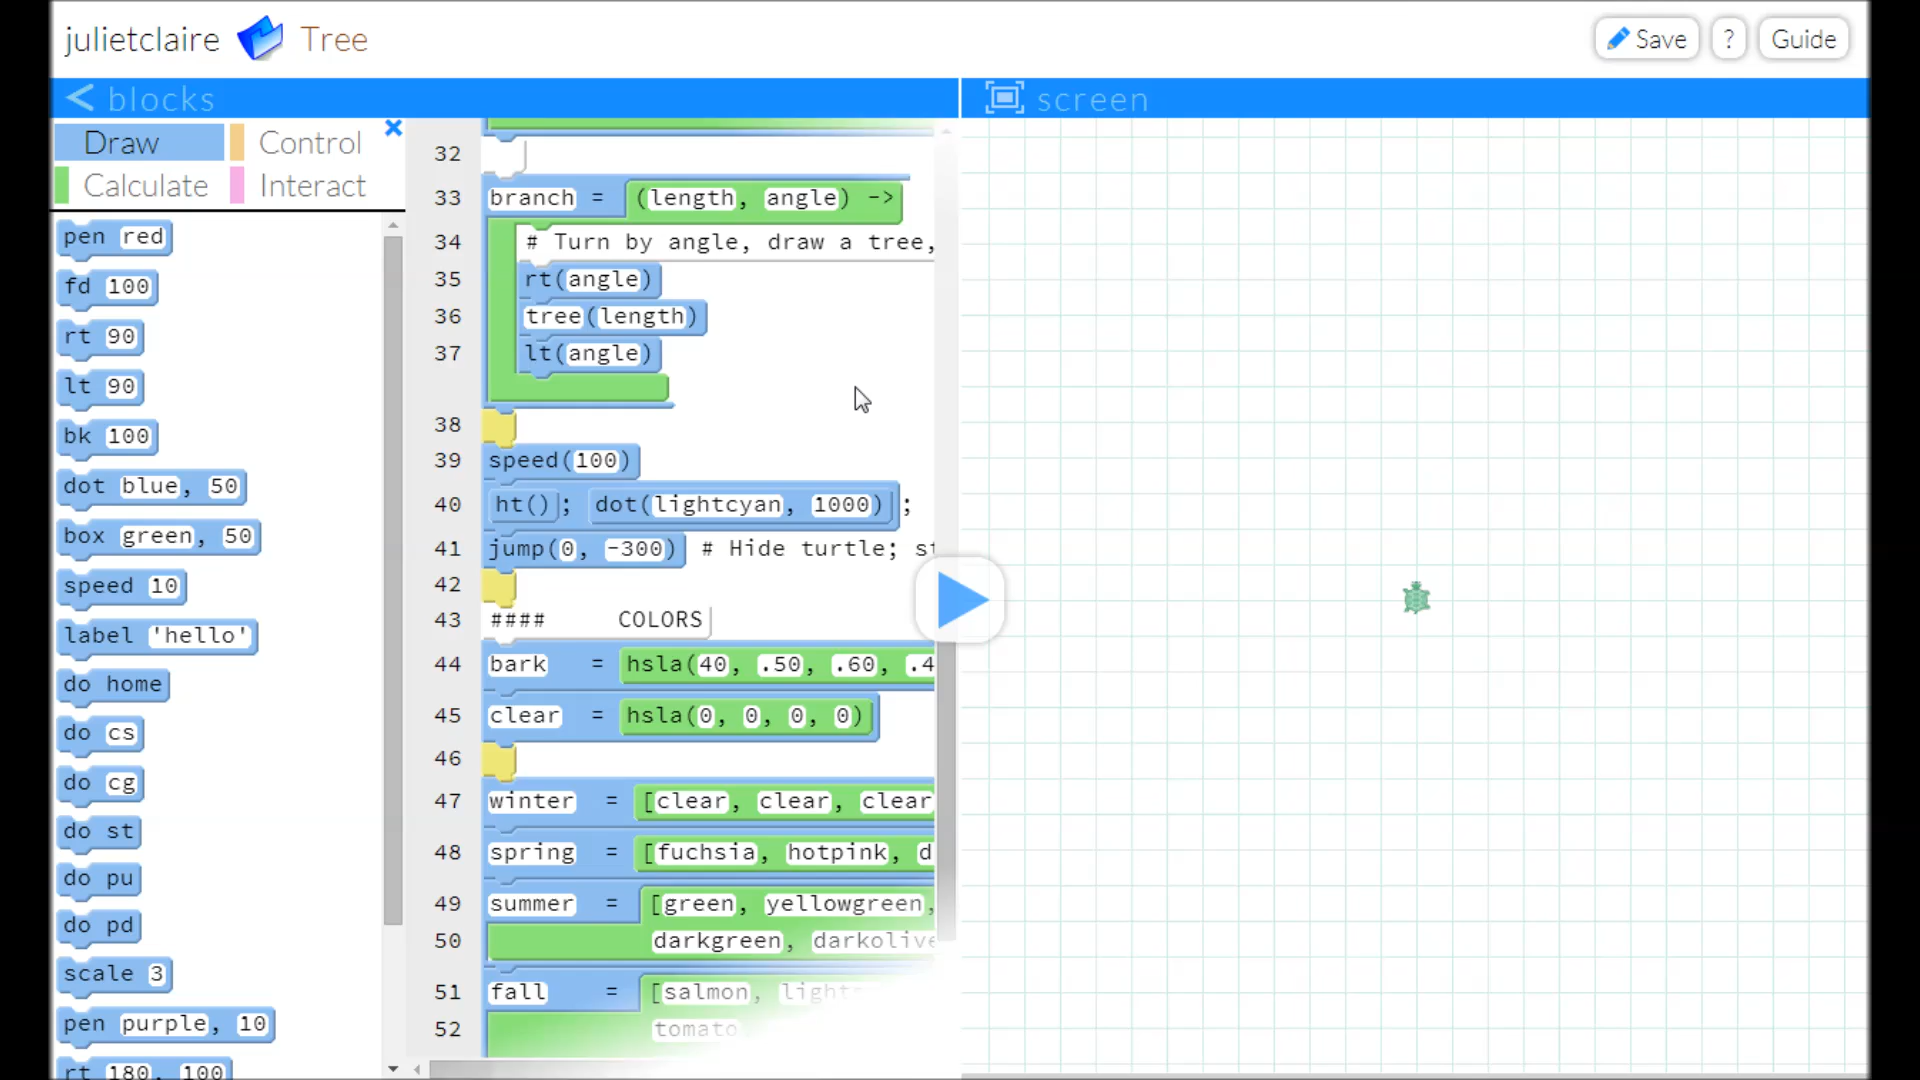 julietclaire Tree
Save ? Guide
< blocks
screen
Draw Control
Calculate Interact
pen red
fd 100
rt 90
lt 90
bk 100
dot blue, 50
box green, 50
speed 10
label 'hello'
do home
do cs
do cg
do st
do pu
do pd
scale 3
pen purple, 10
rt 180, 100
32
33 branch = (length, angle) ->
34 # Turn by angle, draw a tree,
35 rt(angle)
36 tree(length)
37 lt(angle)
38
39 speed(100)
40 ht(); dot(lightcyan, 1000);
41 jump(0, -300) # Hide turtle;
42
43 #### COLORS
44 bark = hsla(40, .50, .60, .4
45 clear = hsla(0, 0, 0, 0)
46
47 winter = [clear, clear, clear
48 spring = [fuchsia, hotpink, d
49 summer = [green, yellowgreen,
50 darkgreen, darkolive
51 fall = [salmon, light
52 tomato